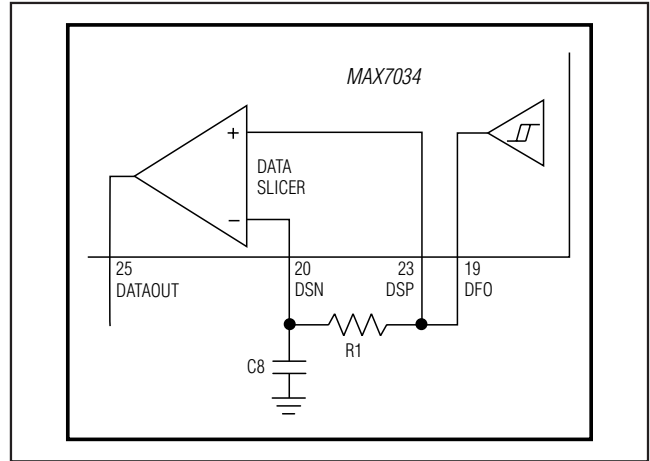 MAX7034
+
DATA
SLICER
−
25
DATAOUT
20
DSN
23
DSP
19
DFO
R1
C8